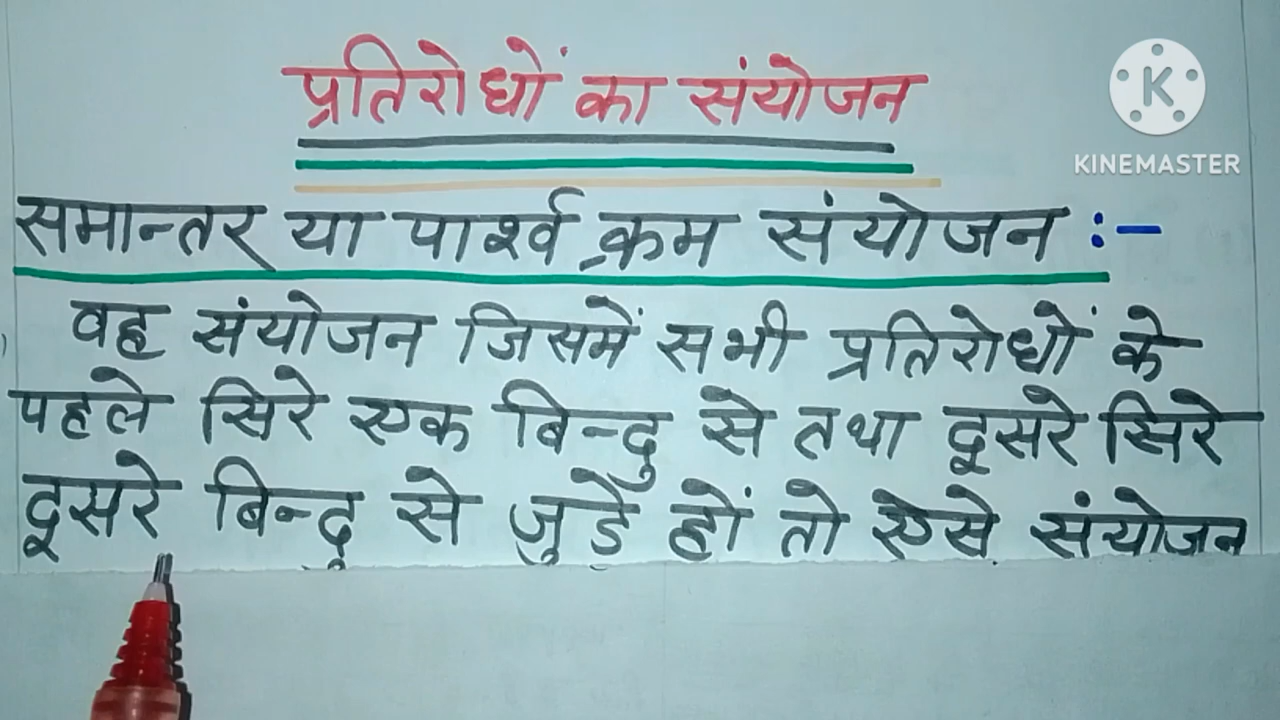 प्रतिरोधों का संयोजन
K
KINEMASTER
समान्तर या पार्श्व क्रम संयोजन :-
वह संयोजन जिसमें सभी प्रतिरोधों के
पहले सिरे एक बिन्दु से तथा दूसरे सिरे
दूसरे बिन्दु से जुड़े हों तो ऐसे संयोजन